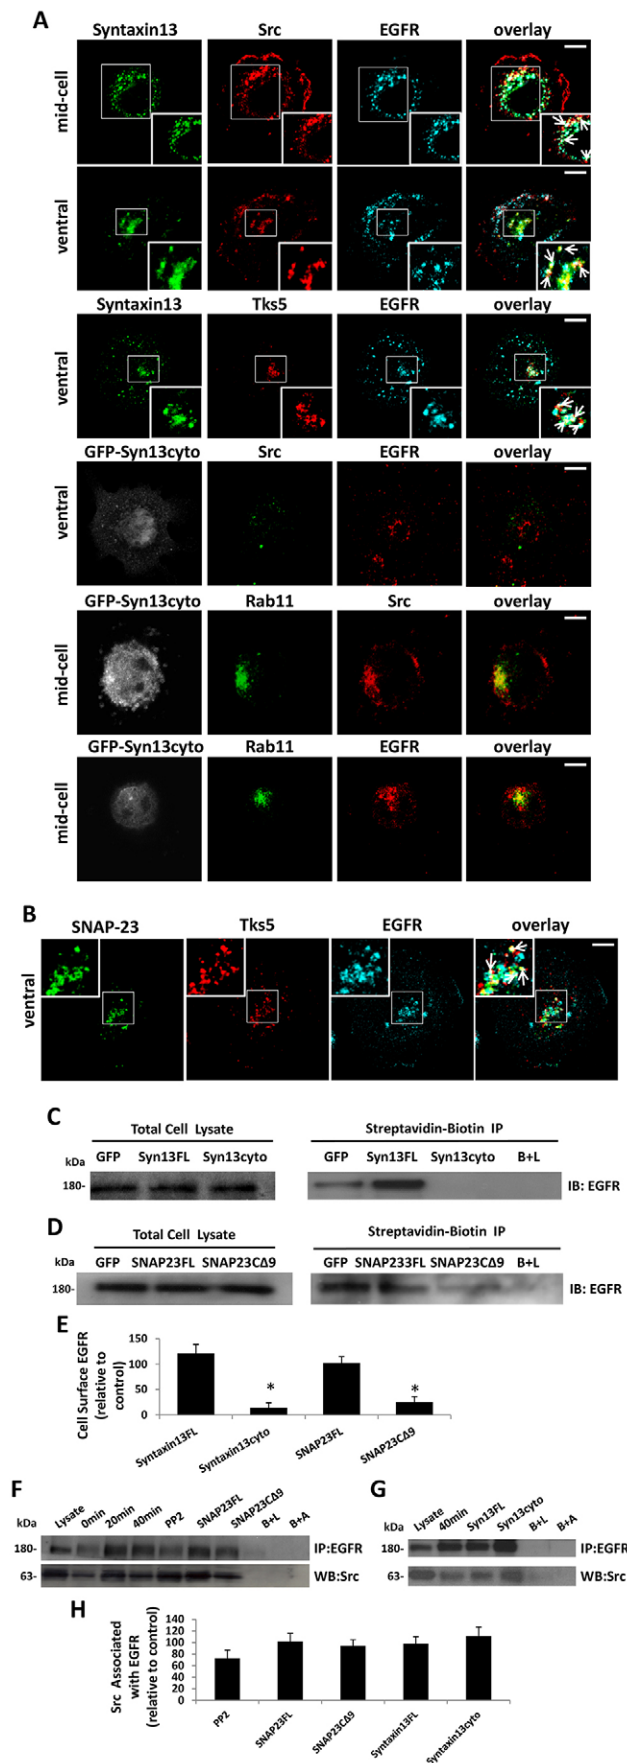 A
Syntaxin13 Src EGFR overlay
mid-cell
ventral
Syntaxin13 Tks5 EGFR overlay
ventral
GFP-Syn13cyto Src EGFR overlay
ventral
GFP-Syn13cyto Rab11 Src overlay
mid-cell
GFP-Syn13cyto Rab11 EGFR overlay
mid-cell
B
SNAP-23 Tks5 EGFR overlay
ventral
C
Total Cell Lysate Streptavidin-Biotin IP
kDa GFP Syn13FL Syn13cyto GFP Syn13FL Syn13cyto B+L
180- IB: EGFR
D
Total Cell Lysate Streptavidin-Biotin IP
kDa GFP SNAP23FL SNAP23CΔ9 GFP SNAP233FL SNAP23CΔ9 B+L
180- IB: EGFR
E
Cell Surface EGFR
(relative to
control)
150
100
50
0
* *
Syntaxin13FL Syntaxin13cyto SNAP23FL SNAP23CΔ9
F
kDa Lysate 0min 20min 40min PP2 SNAP23FL SNAP23CΔ9 B+L B+A
180- IP:EGFR
63- WB:Src
G
kDa Lysate 40min Syn13FL Syn13cyto B+L B+A
180- IP:EGFR
63- WB:Src
H
Src Associated
with EGFR
(relative to control)
140
120
100
80
60
40
20
0
PP2 SNAP23FL SNAP23CΔ9 Syntaxin13FL Syntaxin13cyto